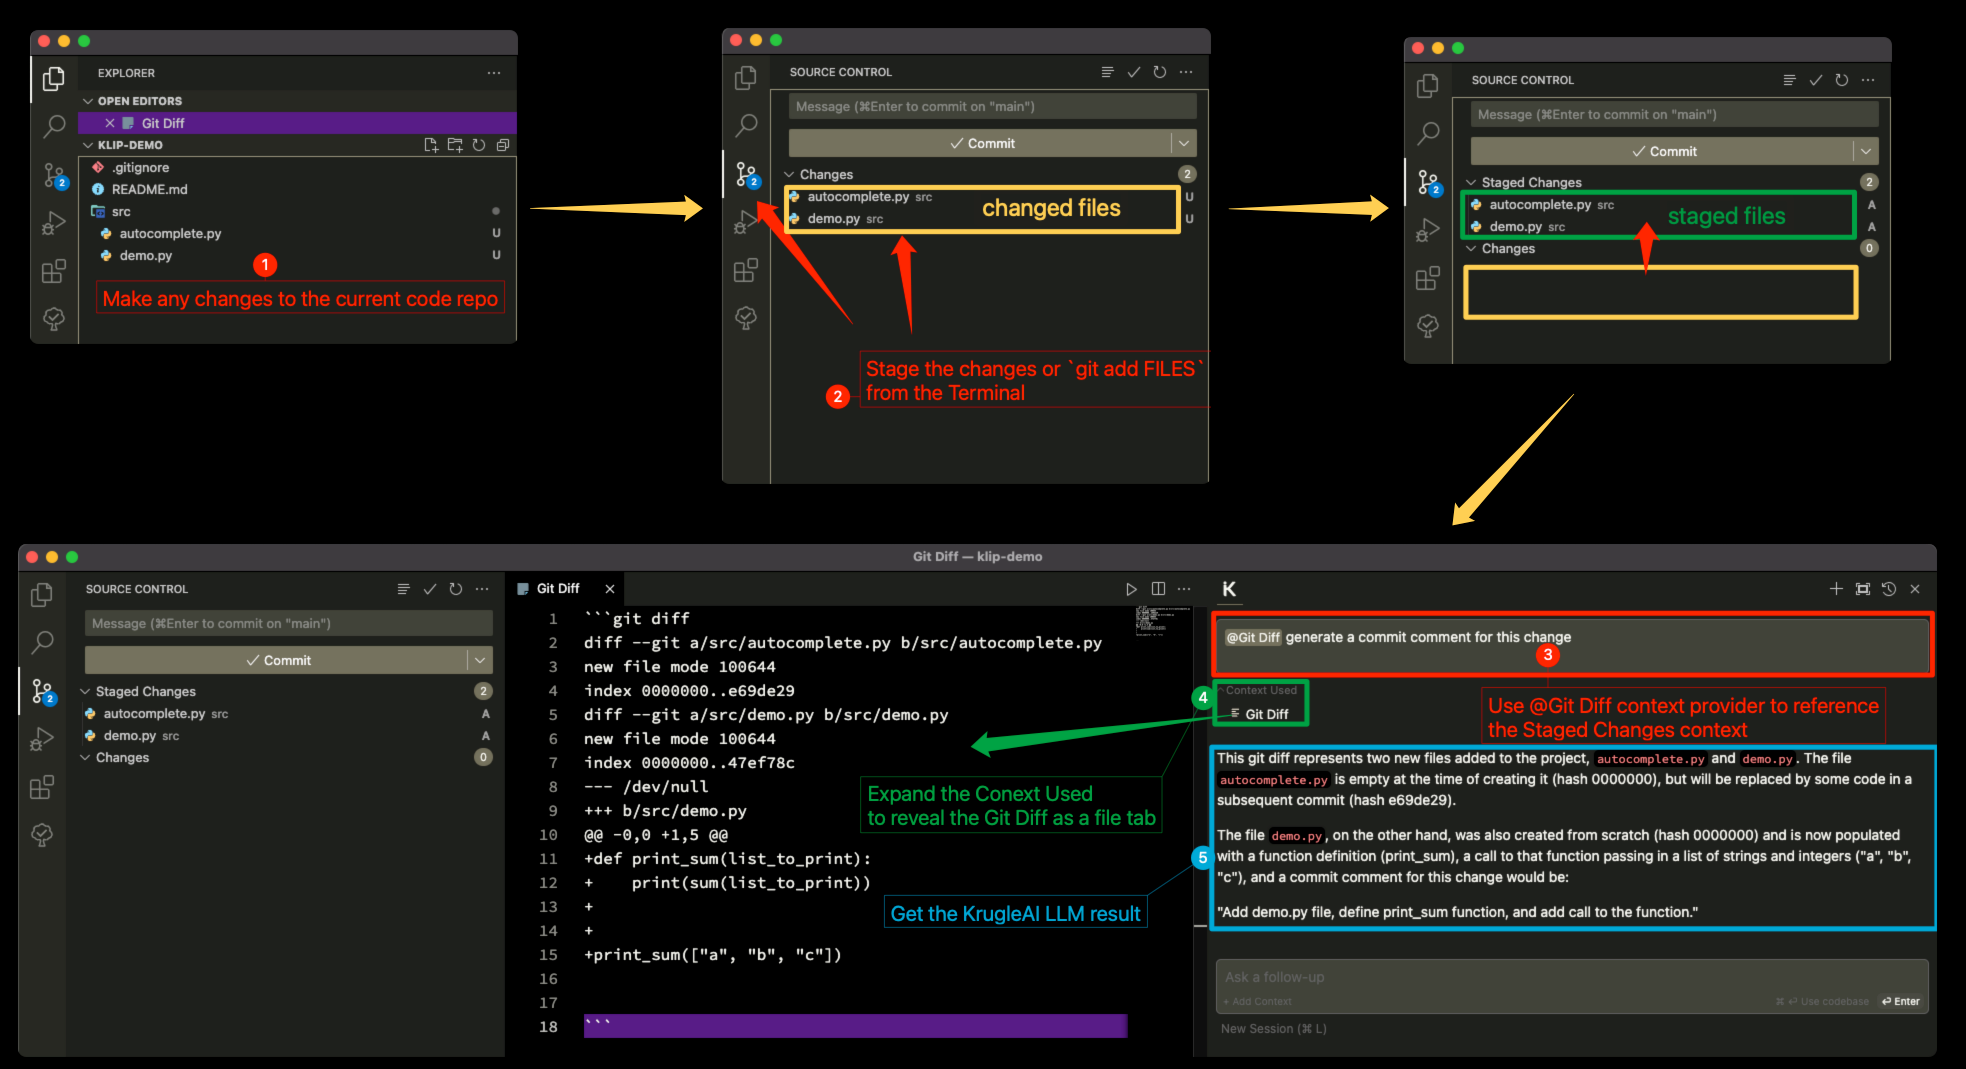 EXPLORER
OPEN EDITORS
Git Diff
KLIP-DEMO
.gitignore
README.md
src
autocomplete.py U
demo.py U
1
Make any changes to the current code repo
SOURCE CONTROL
Message (⌘Enter to commit on "main")
Commit
2
Changes 2
autocomplete.py src U
demo.py src U
changed files
Stage the changes or `git add FILES`
from the Terminal
2
SOURCE CONTROL
Message (⌘Enter to commit on "main")
Commit
2
Staged Changes 2
autocomplete.py src A
demo.py src A
staged files
Changes 0
Git Diff — klip-demo
SOURCE CONTROL
Message (⌘Enter to commit on "main")
Commit
2
Staged Changes 2
autocomplete.py src A
demo.py src A
Changes 0
Git Diff
1 ```git diff
2 diff --git a/src/autocomplete.py b/src/autocomplete.py
3 new file mode 100644
4 index 0000000..e69de29
5 diff --git a/src/demo.py b/src/demo.py
6 new file mode 100644
7 index 0000000..47ef78c
8 --- /dev/null
9 +++ b/src/demo.py
10 @@ -0,0 +1,5 @@
11 +def print_sum(list_to_print):
12 +    print(sum(list_to_print))
13 +
14 +
15 +print_sum(["a", "b", "c"])
16
17
18 ```
Expand the Conext Used
to reveal the Git Diff as a file tab
Get the KrugleAI LLM result
K
@Git Diff generate a commit comment for this change
3
4
Context Used
Git Diff
Use @Git Diff context provider to reference
the Staged Changes context
This git diff represents two new files added to the project, autocomplete.py and demo.py. The file
autocomplete.py is empty at the time of creating it (hash 0000000), but will be replaced by some code in a
subsequent commit (hash e69de29).
The file demo.py, on the other hand, was also created from scratch (hash 0000000) and is now populated
5
with a function definition (print_sum), a call to that function passing in a list of strings and integers ("a", "b",
"c"), and a commit comment for this change would be:
"Add demo.py file, define print_sum function, and add call to the function."
Ask a follow-up
+ Add Context
⌘ ⏎ Use codebase
⏎ Enter
New Session (⌘ L)